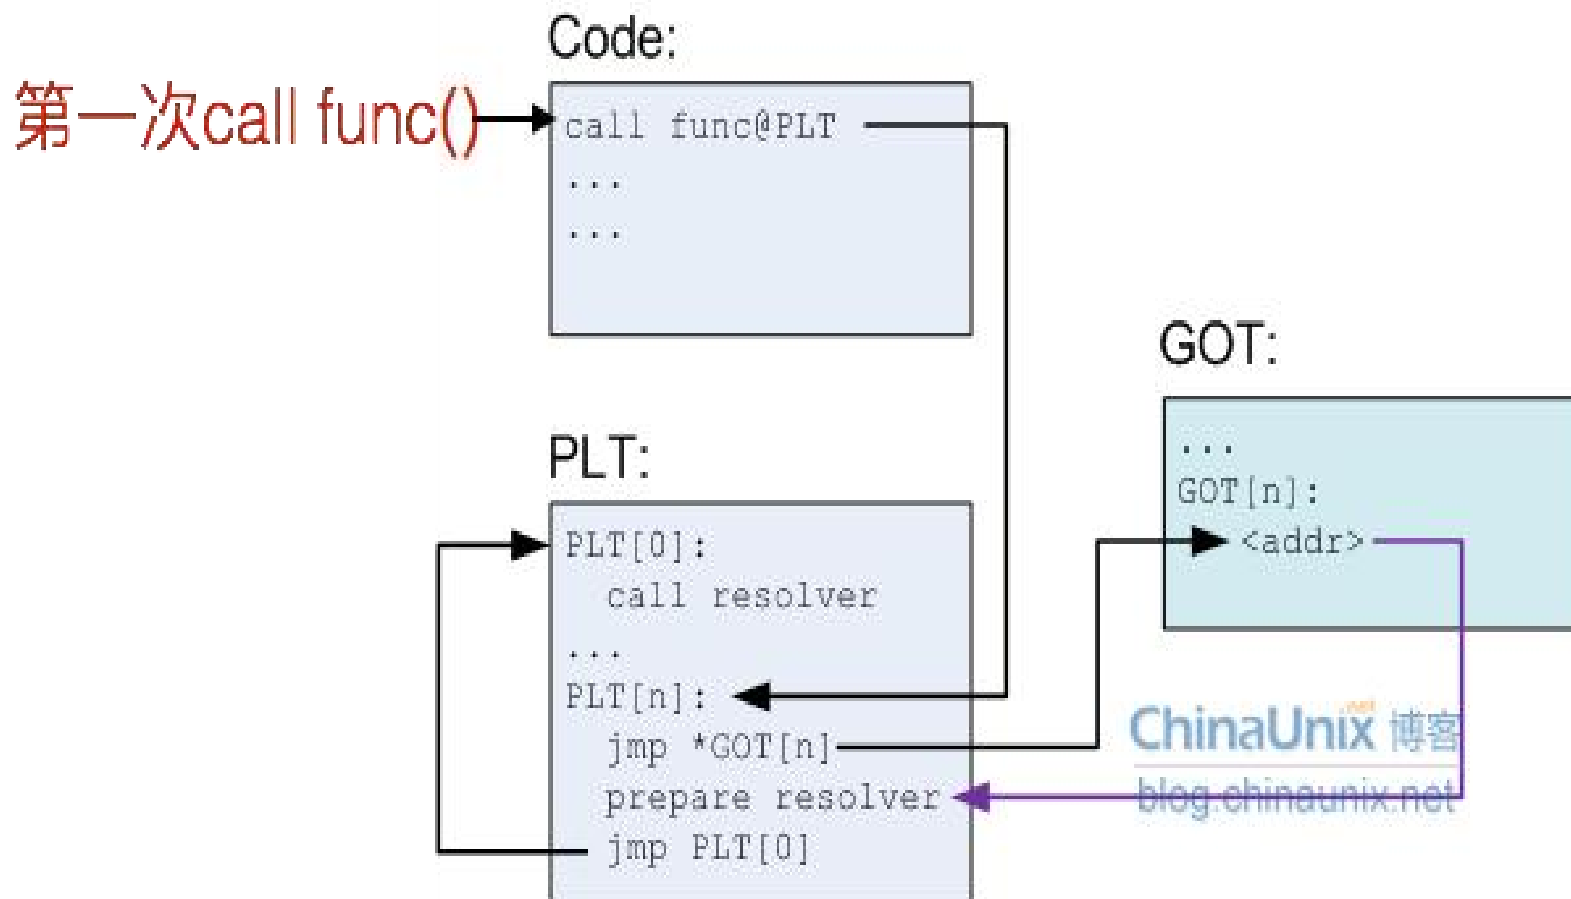 Code:
第一次call func()
call func@PLT
...
...
GOT:
...
GOT[n]:
<addr>
PLT:
PLT[0]:
call resolver
...
PLT[n]:
jmp *GOT[n]
prepare resolver
jmp PLT[0]
ChinaUnix.net 博客
blog.chinaunix.net